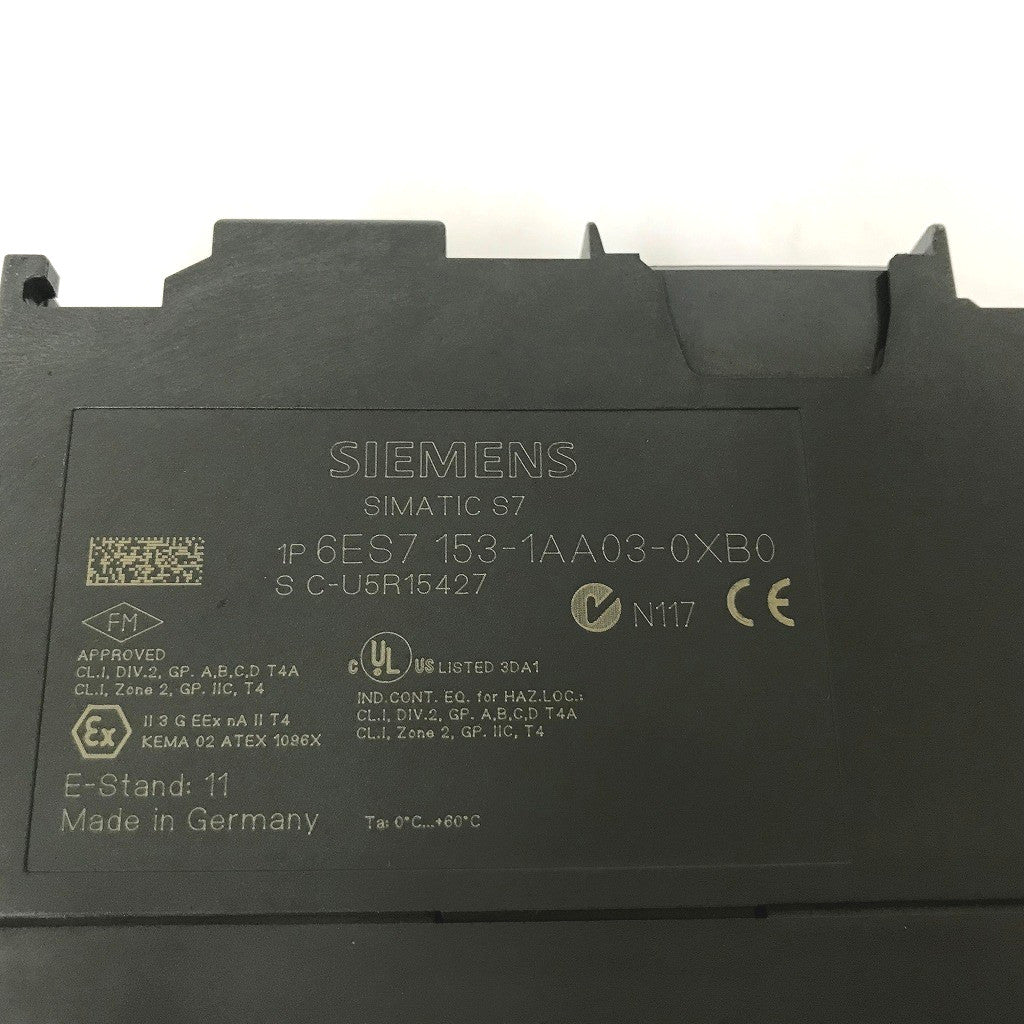 SIEMENS
SIMATIC S7
1P 6ES7 153-1AA03-0XB0
S C-U5R15427
N117 CE
FM
APPROVED
CL.I, DIV.2, GP. A,B,C,D T4A
CL.I, Zone 2, GP. IIC, T4
C UL US LISTED 3DA1
IND.CONT. EQ. for HAZ.LOC.:
CL.I, DIV.2, GP. A,B,C,D T4A
CL.I, Zone 2, GP. IIC, T4
Ex II 3 G EEx nA II T4
KEMA 02 ATEX 1096X
E-Stand: 11
Made in Germany
Ta: 0°C...+60°C